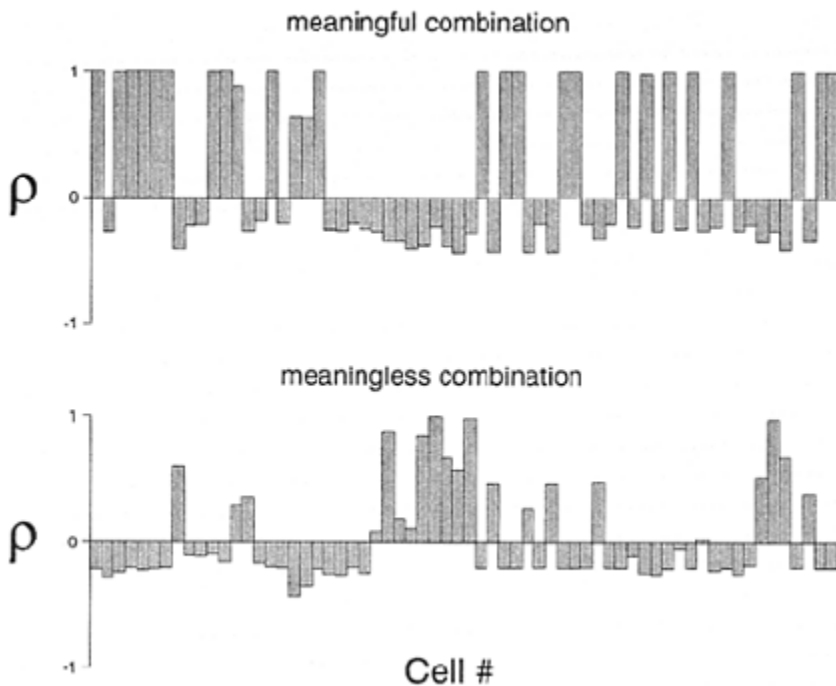 meaningful combination
1
ρ
0
-1
meaningless combination
1
ρ
0
-1
Cell #